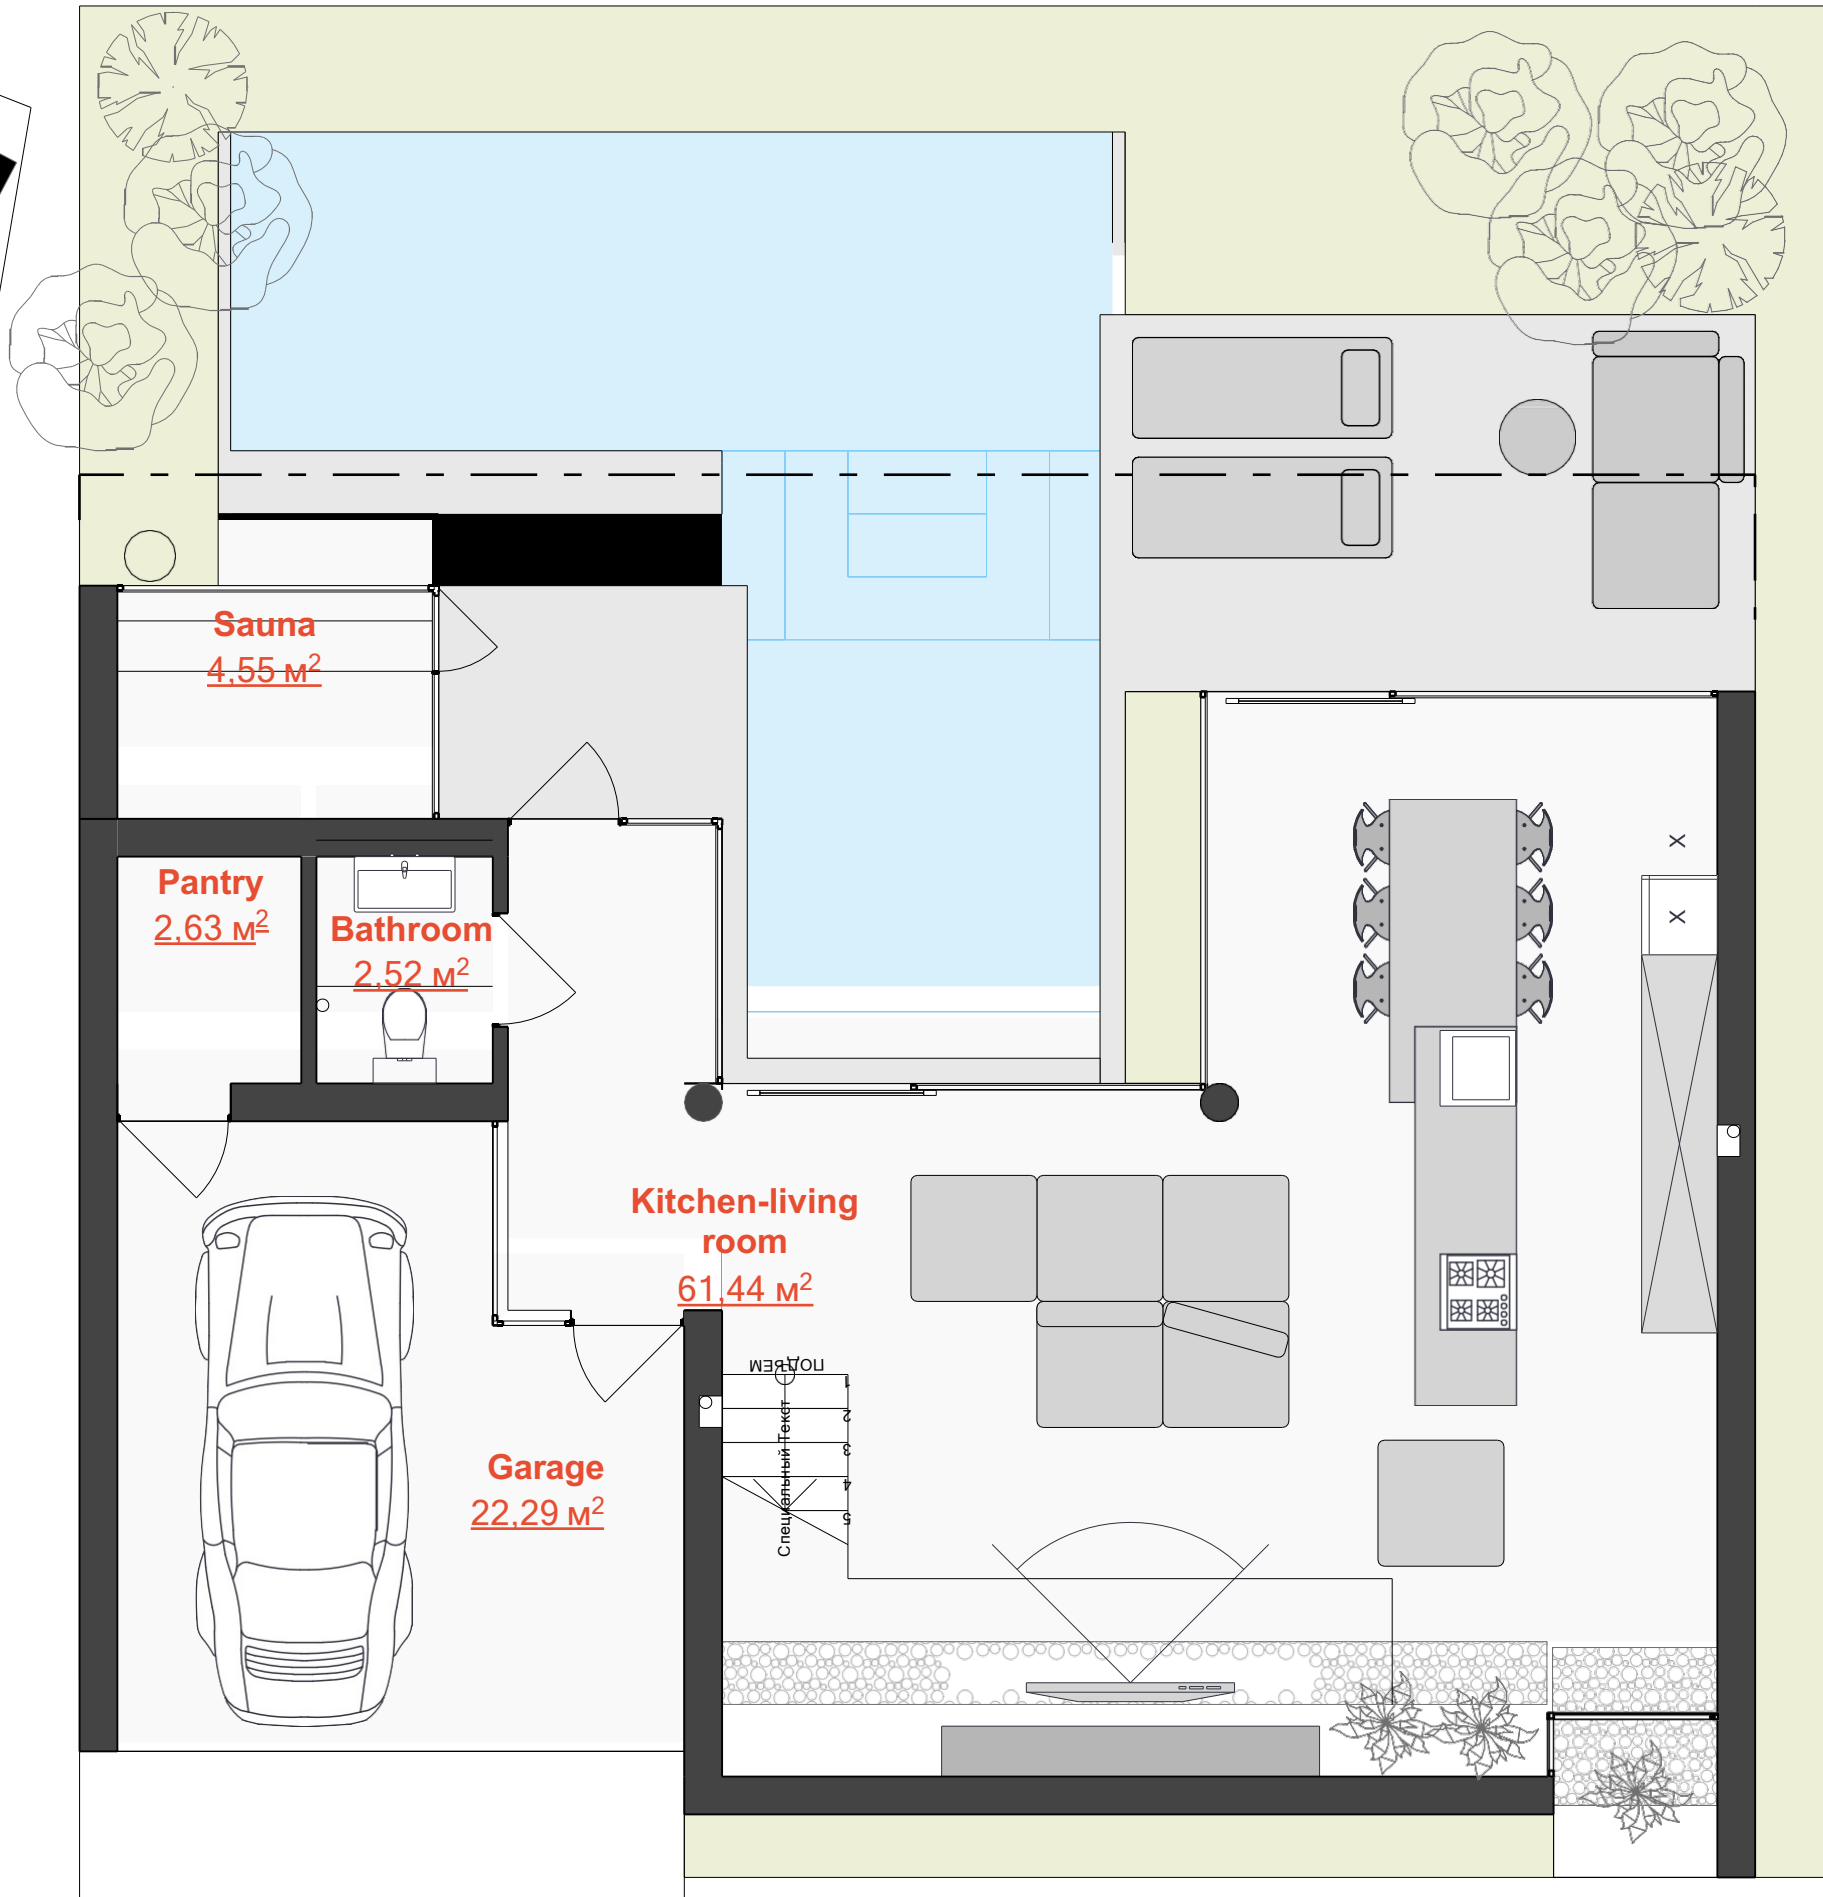 Sauna
4,55 м²
Pantry
2,63 м²
Bathroom
2,52 м²
X
X
Kitchen-living
room
61,44 м²
ПОДЪЕМ
1
2
3
4
5
Специальный Текст
Garage
22,29 м²